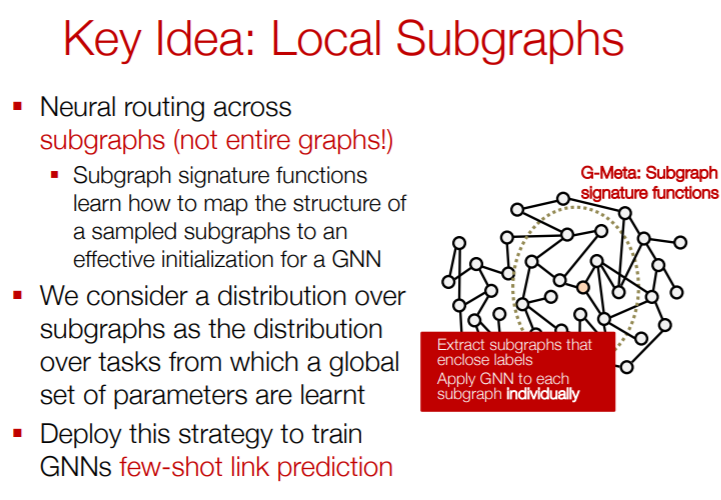 Key Idea: Local Subgraphs
▪ Neural routing across
subgraphs (not entire graphs!)
▪ Subgraph signature functions
learn how to map the structure of
a sampled subgraphs to an
effective initialization for a GNN
▪ We consider a distribution over
subgraphs as the distribution
over tasks from which a global
set of parameters are learnt
▪ Deploy this strategy to train
GNNs few-shot link prediction
G-Meta: Subgraph
signature functions
Extract subgraphs that
enclose labels
Apply GNN to each
subgraph individually